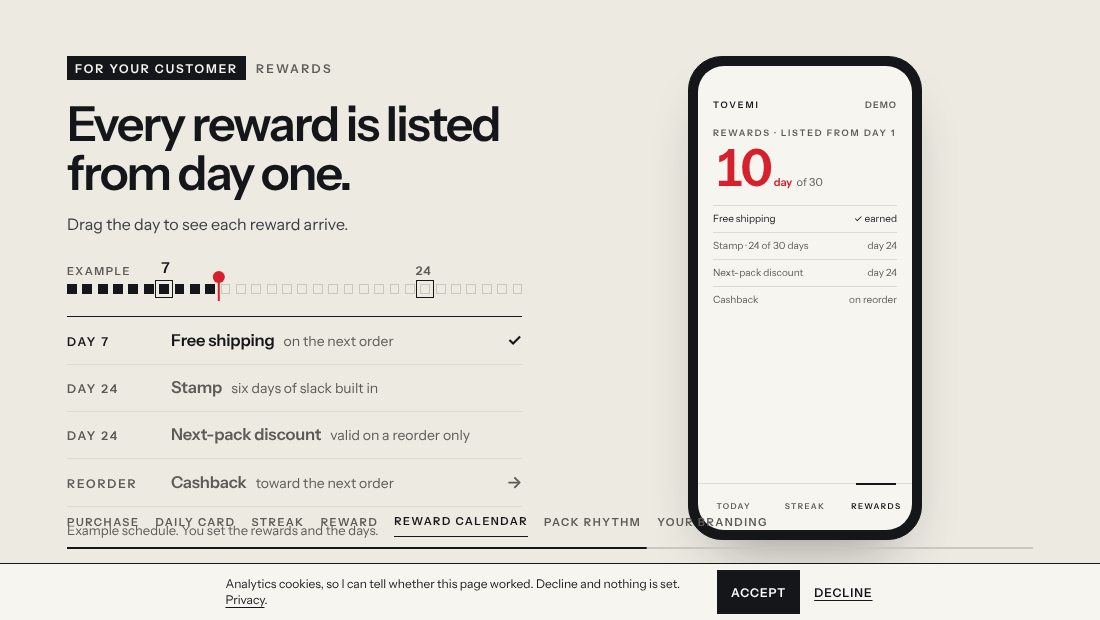 FOR YOUR CUSTOMER REWARDS
Every reward is listed
from day one.
Drag the day to see each reward arrive.
EXAMPLE 7 24
DAY 7 Free shipping on the next order ✓
DAY 24 Stamp six days of slack built in
DAY 24 Next-pack discount valid on a reorder only
REORDER Cashback toward the next order →
Example schedule. You set the rewards and the days.
TOVEMI DEMO
REWARDS · LISTED FROM DAY 1
10 day of 30
Free shipping ✓ earned
Stamp · 24 of 30 days day 24
Next-pack discount day 24
Cashback on reorder
TODAY STREAK REWARDS
PURCHASE DAILY CARD STREAK REWARD REWARD CALENDAR PACK RHYTHM YOUR BRANDING
Analytics cookies, so I can tell whether this page worked. Decline and nothing is set.
Privacy.
ACCEPT DECLINE